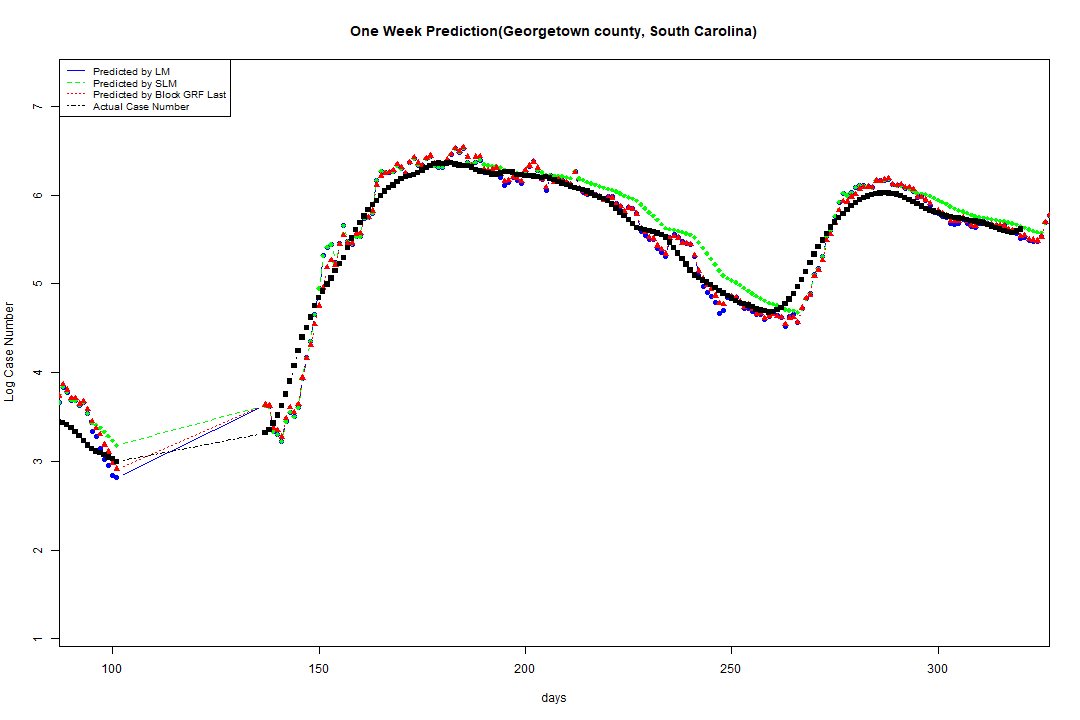 One Week Prediction(Georgetown county, South Carolina)
Predicted by LM
Predicted by SLM
Predicted by Block GRF Last
Actual Case Number
7
6
5
4
3
2
1
Log Case Number
100 150 200 250 300
days